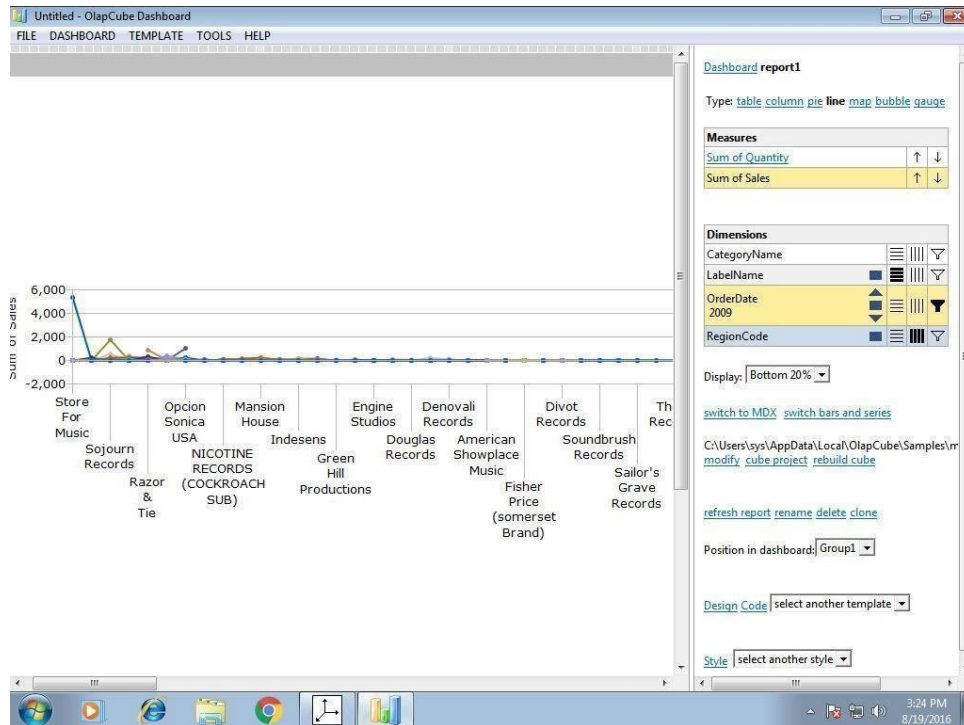 Untitled - OlapCube Dashboard
FILE DASHBOARD TEMPLATE TOOLS HELP
Sum of Sales
6,000
4,000
2,000
0
-2,000
Store For Music
Sojourn Records
Razor & Tie
Opcion Sonica USA
NICOTINE RECORDS (COCKROACH SUB)
Mansion House
Indesens
Green Hill Productions
Engine Studios
Douglas Records
Denovali Records
American Showplace Music
Fisher Price (somerset Brand)
Divot Records
Soundbrush Records
Sailor's Grave Records
Dashboard report1
Type: table column pie line map bubble gauge
Measures
Sum of Quantity ↑ ↓
Sum of Sales ↑ ↓
Dimensions
CategoryName
LabelName
OrderDate
2009
RegionCode
Display: Bottom 20%
switch to MDX switch bars and series
C:\Users\sys\AppData\Local\OlapCube\Samples\m
modify cube project rebuild cube
refresh report rename delete clone
Position in dashboard: Group1
Design Code select another template
Style select another style
3:24 PM
8/19/2016